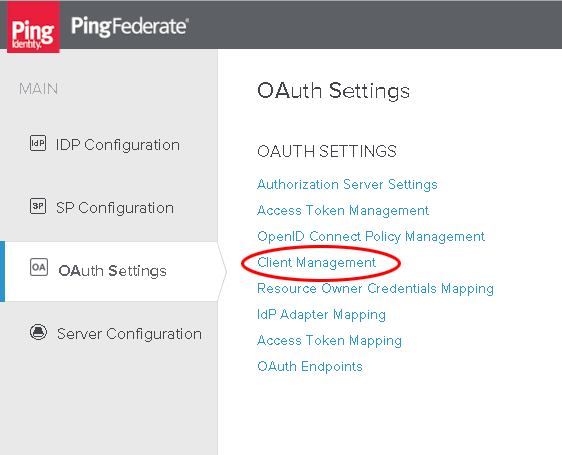 Ping
Identity.
PingFederate®
MAIN
IdP
IDP Configuration
SP
SP Configuration
OA
OAuth Settings
Server Configuration
OAuth Settings
OAUTH SETTINGS
Authorization Server Settings
Access Token Management
OpenID Connect Policy Management
Client Management
Resource Owner Credentials Mapping
IdP Adapter Mapping
Access Token Mapping
OAuth Endpoints